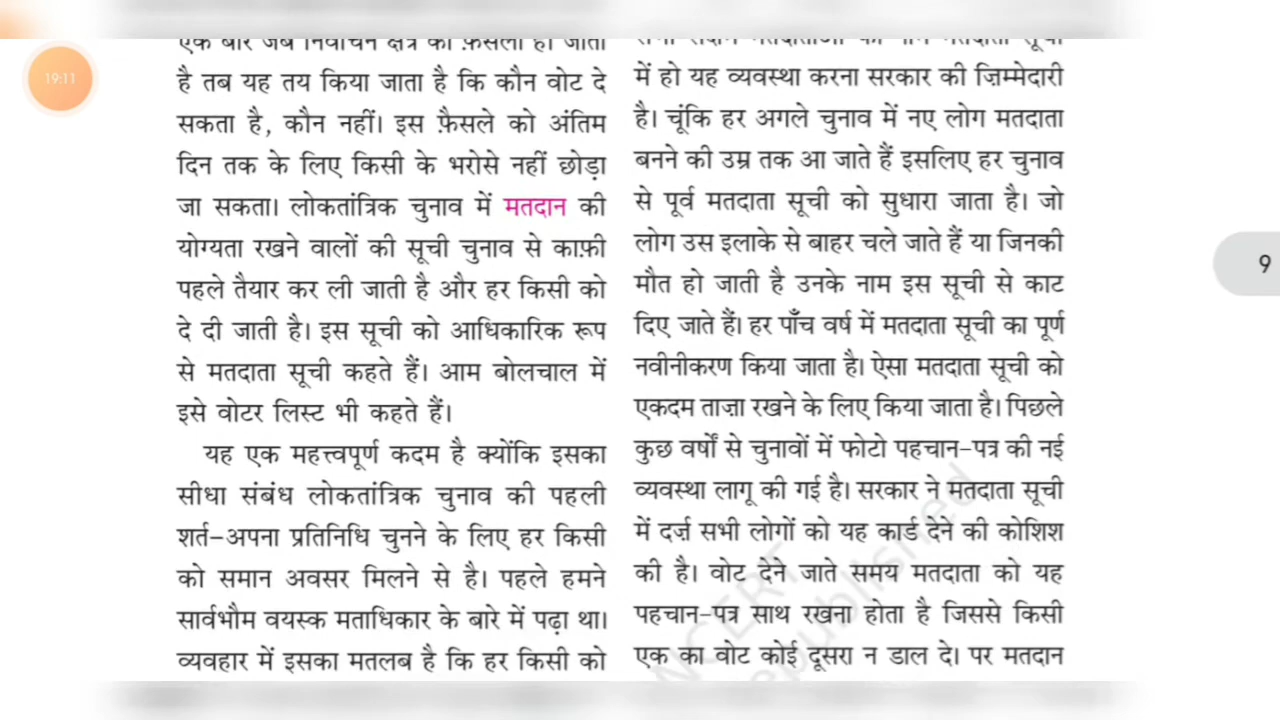 19:11
एक बार जब निर्वाचन क्षेत्र का फ़ैसला हो जाता
है तब यह तय किया जाता है कि कौन वोट दे
सकता है, कौन नहीं। इस फ़ैसले को अंतिम
दिन तक के लिए किसी के भरोसे नहीं छोड़ा
जा सकता। लोकतांत्रिक चुनाव में मतदान की
योग्यता रखने वालों की सूची चुनाव से काफ़ी
पहले तैयार कर ली जाती है और हर किसी को
दे दी जाती है। इस सूची को आधिकारिक रूप
से मतदाता सूची कहते हैं। आम बोलचाल में
इसे वोटर लिस्ट भी कहते हैं।
यह एक महत्त्वपूर्ण कदम है क्योंकि इसका
सीधा संबंध लोकतांत्रिक चुनाव की पहली
शर्त-अपना प्रतिनिधि चुनने के लिए हर किसी
को समान अवसर मिलने से है। पहले हमने
सार्वभौम वयस्क मताधिकार के बारे में पढ़ा था।
व्यवहार में इसका मतलब है कि हर किसी को
में हो यह व्यवस्था करना सरकार की ज़िम्मेदारी
है। चूंकि हर अगले चुनाव में नए लोग मतदाता
बनने की उम्र तक आ जाते हैं इसलिए हर चुनाव
से पूर्व मतदाता सूची को सुधारा जाता है। जो
लोग उस इलाके से बाहर चले जाते हैं या जिनकी
मौत हो जाती है उनके नाम इस सूची से काट
दिए जाते हैं। हर पाँच वर्ष में मतदाता सूची का पूर्ण
नवीनीकरण किया जाता है। ऐसा मतदाता सूची को
एकदम ताज़ा रखने के लिए किया जाता है। पिछले
कुछ वर्षों से चुनावों में फोटो पहचान-पत्र की नई
व्यवस्था लागू की गई है। सरकार ने मतदाता सूची
में दर्ज़ सभी लोगों को यह कार्ड देने की कोशिश
की है। वोट देने जाते समय मतदाता को यह
पहचान-पत्र साथ रखना होता है जिससे किसी
एक का वोट कोई दूसरा न डाल दे। पर मतदान
9
NCERT
republished